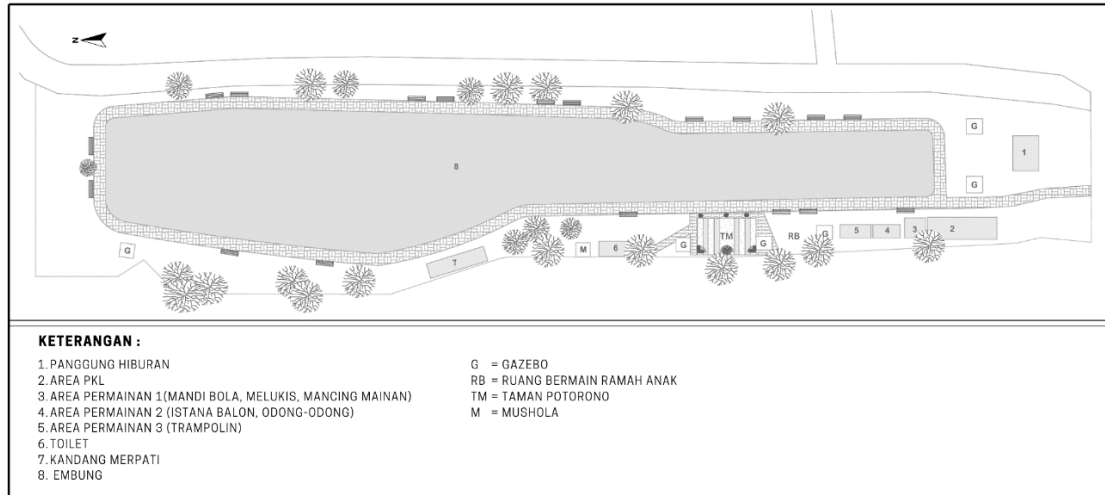 Z
G
1
8
G
TM
RB
G
5
4
3
2
G
G
M
6
G
7
KETERANGAN :
1. PANGGUNG HIBURAN
2. AREA PKL
3. AREA PERMAINAN 1(MANDI BOLA, MELUKIS, MANCING MAINAN)
4. AREA PERMAINAN 2 (ISTANA BALON, ODONG-ODONG)
5. AREA PERMAINAN 3 (TRAMPOLIN)
6. TOILET
7. KANDANG MERPATI
8. EMBUNG
G = GAZEBO
RB = RUANG BERMAIN RAMAH ANAK
TM = TAMAN POTORONO
M = MUSHOLA